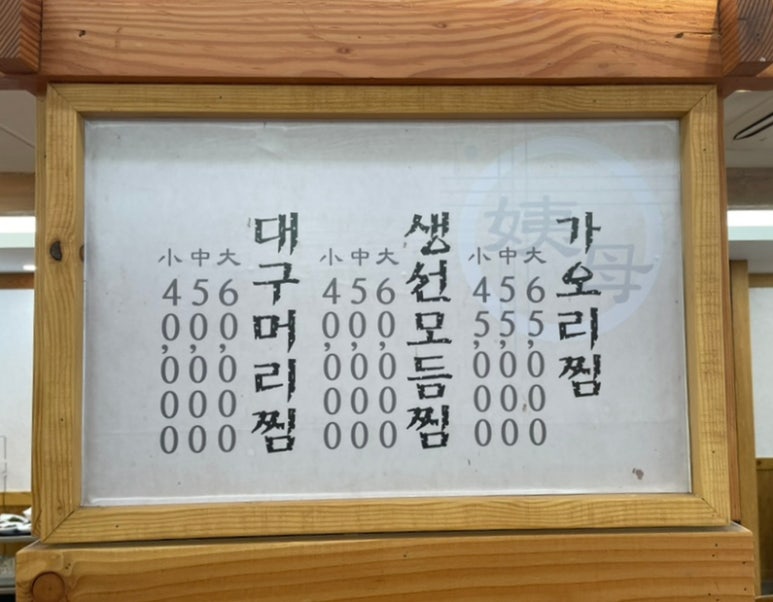 가오리찜
大 65,000
中 55,000
小 45,000
생선모듬찜
大 60,000
中 50,000
小 40,000
대구머리찜
大 60,000
中 50,000
小 40,000
姨母